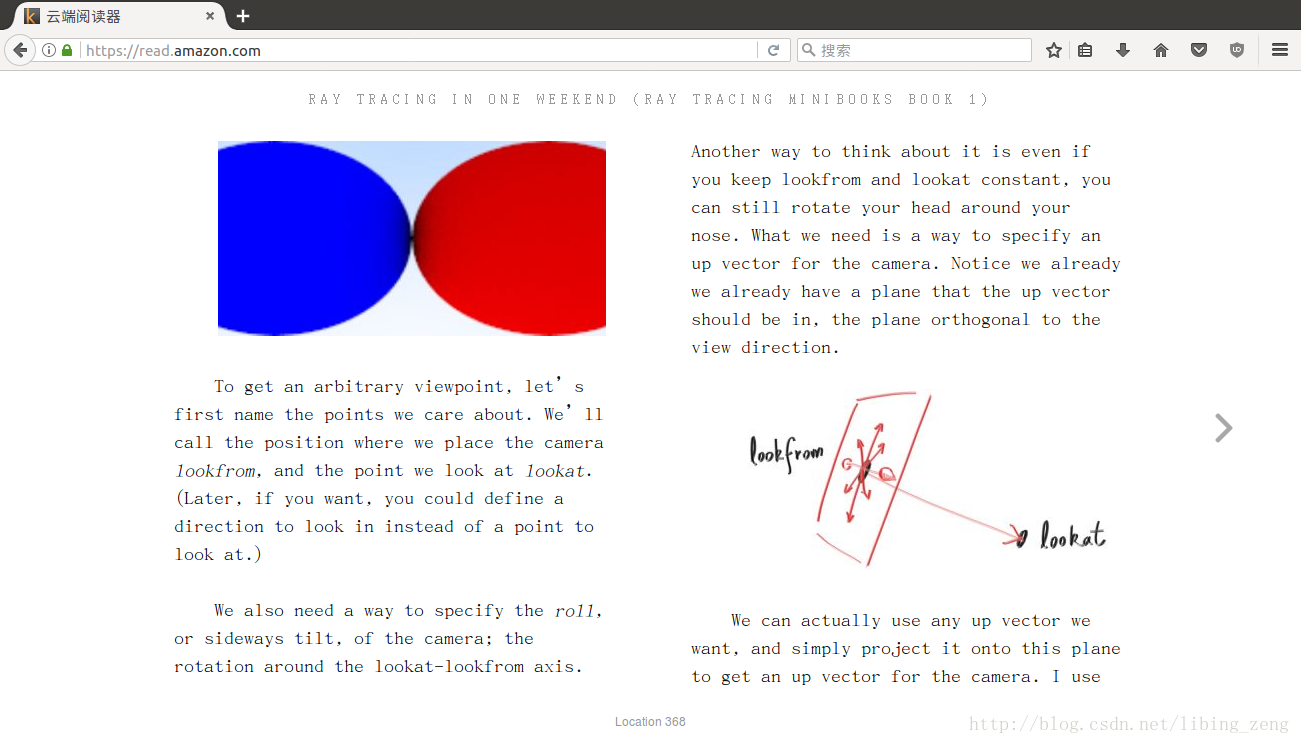 云端阅读器
https://read.amazon.com
搜索
RAY TRACING IN ONE WEEKEND (RAY TRACING MINIBOOKS BOOK 1)
To get an arbitrary viewpoint, let’s
first name the points we care about. We’ll
call the position where we place the camera
lookfrom, and the point we look at lookat.
(Later, if you want, you could define a
direction to look in instead of a point to
look at.)
We also need a way to specify the roll,
or sideways tilt, of the camera; the
rotation around the lookat-lookfrom axis.
Another way to think about it is even if
you keep lookfrom and lookat constant, you
can still rotate your head around your
nose. What we need is a way to specify an
up vector for the camera. Notice we already
we already have a plane that the up vector
should be in, the plane orthogonal to the
view direction.
lookfrom
lookat
We can actually use any up vector we
want, and simply project it onto this plane
to get an up vector for the camera. I use
Location 368
http://blog.csdn.net/libing_zeng